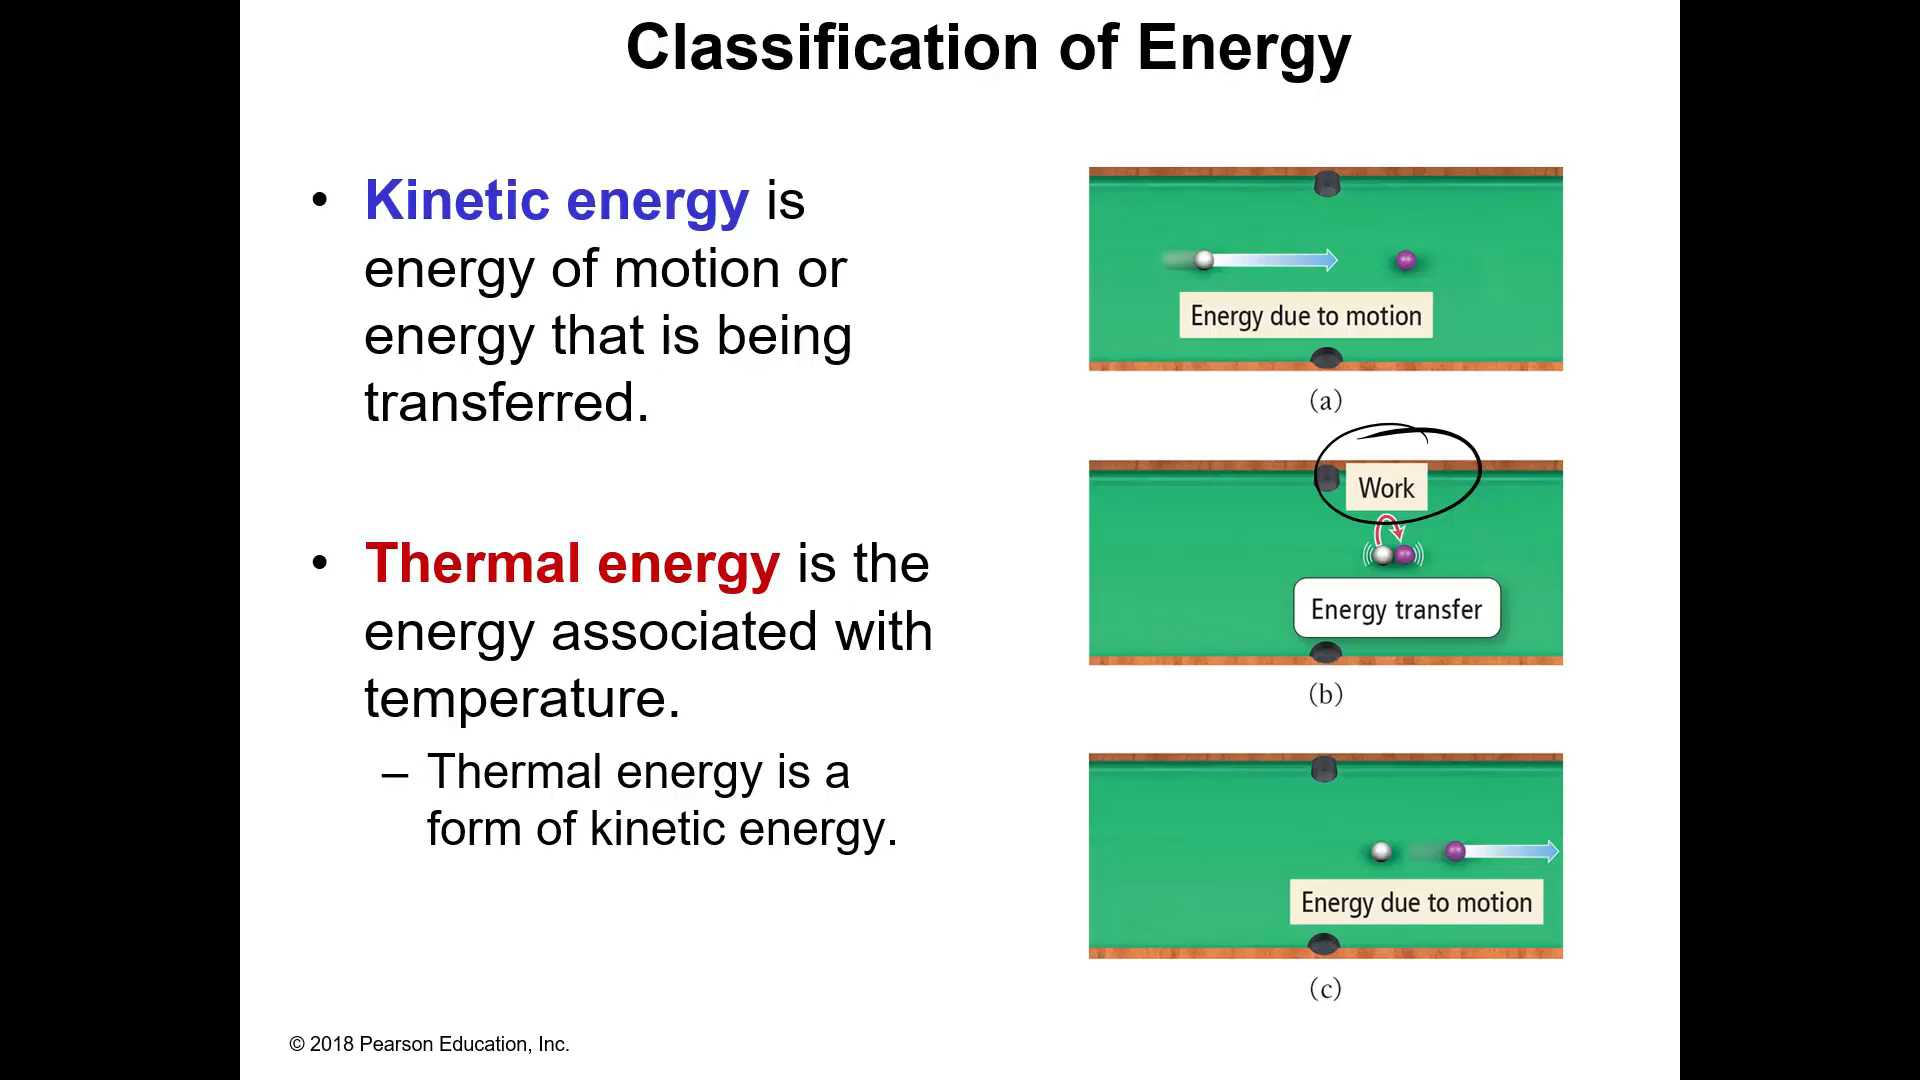 Classification of Energy
• Kinetic energy is
energy of motion or
energy that is being
transferred.
• Thermal energy is the
energy associated with
temperature.
– Thermal energy is a
form of kinetic energy.
Energy due to motion
(a)
Work
Energy transfer
(b)
Energy due to motion
(c)
© 2018 Pearson Education, Inc.